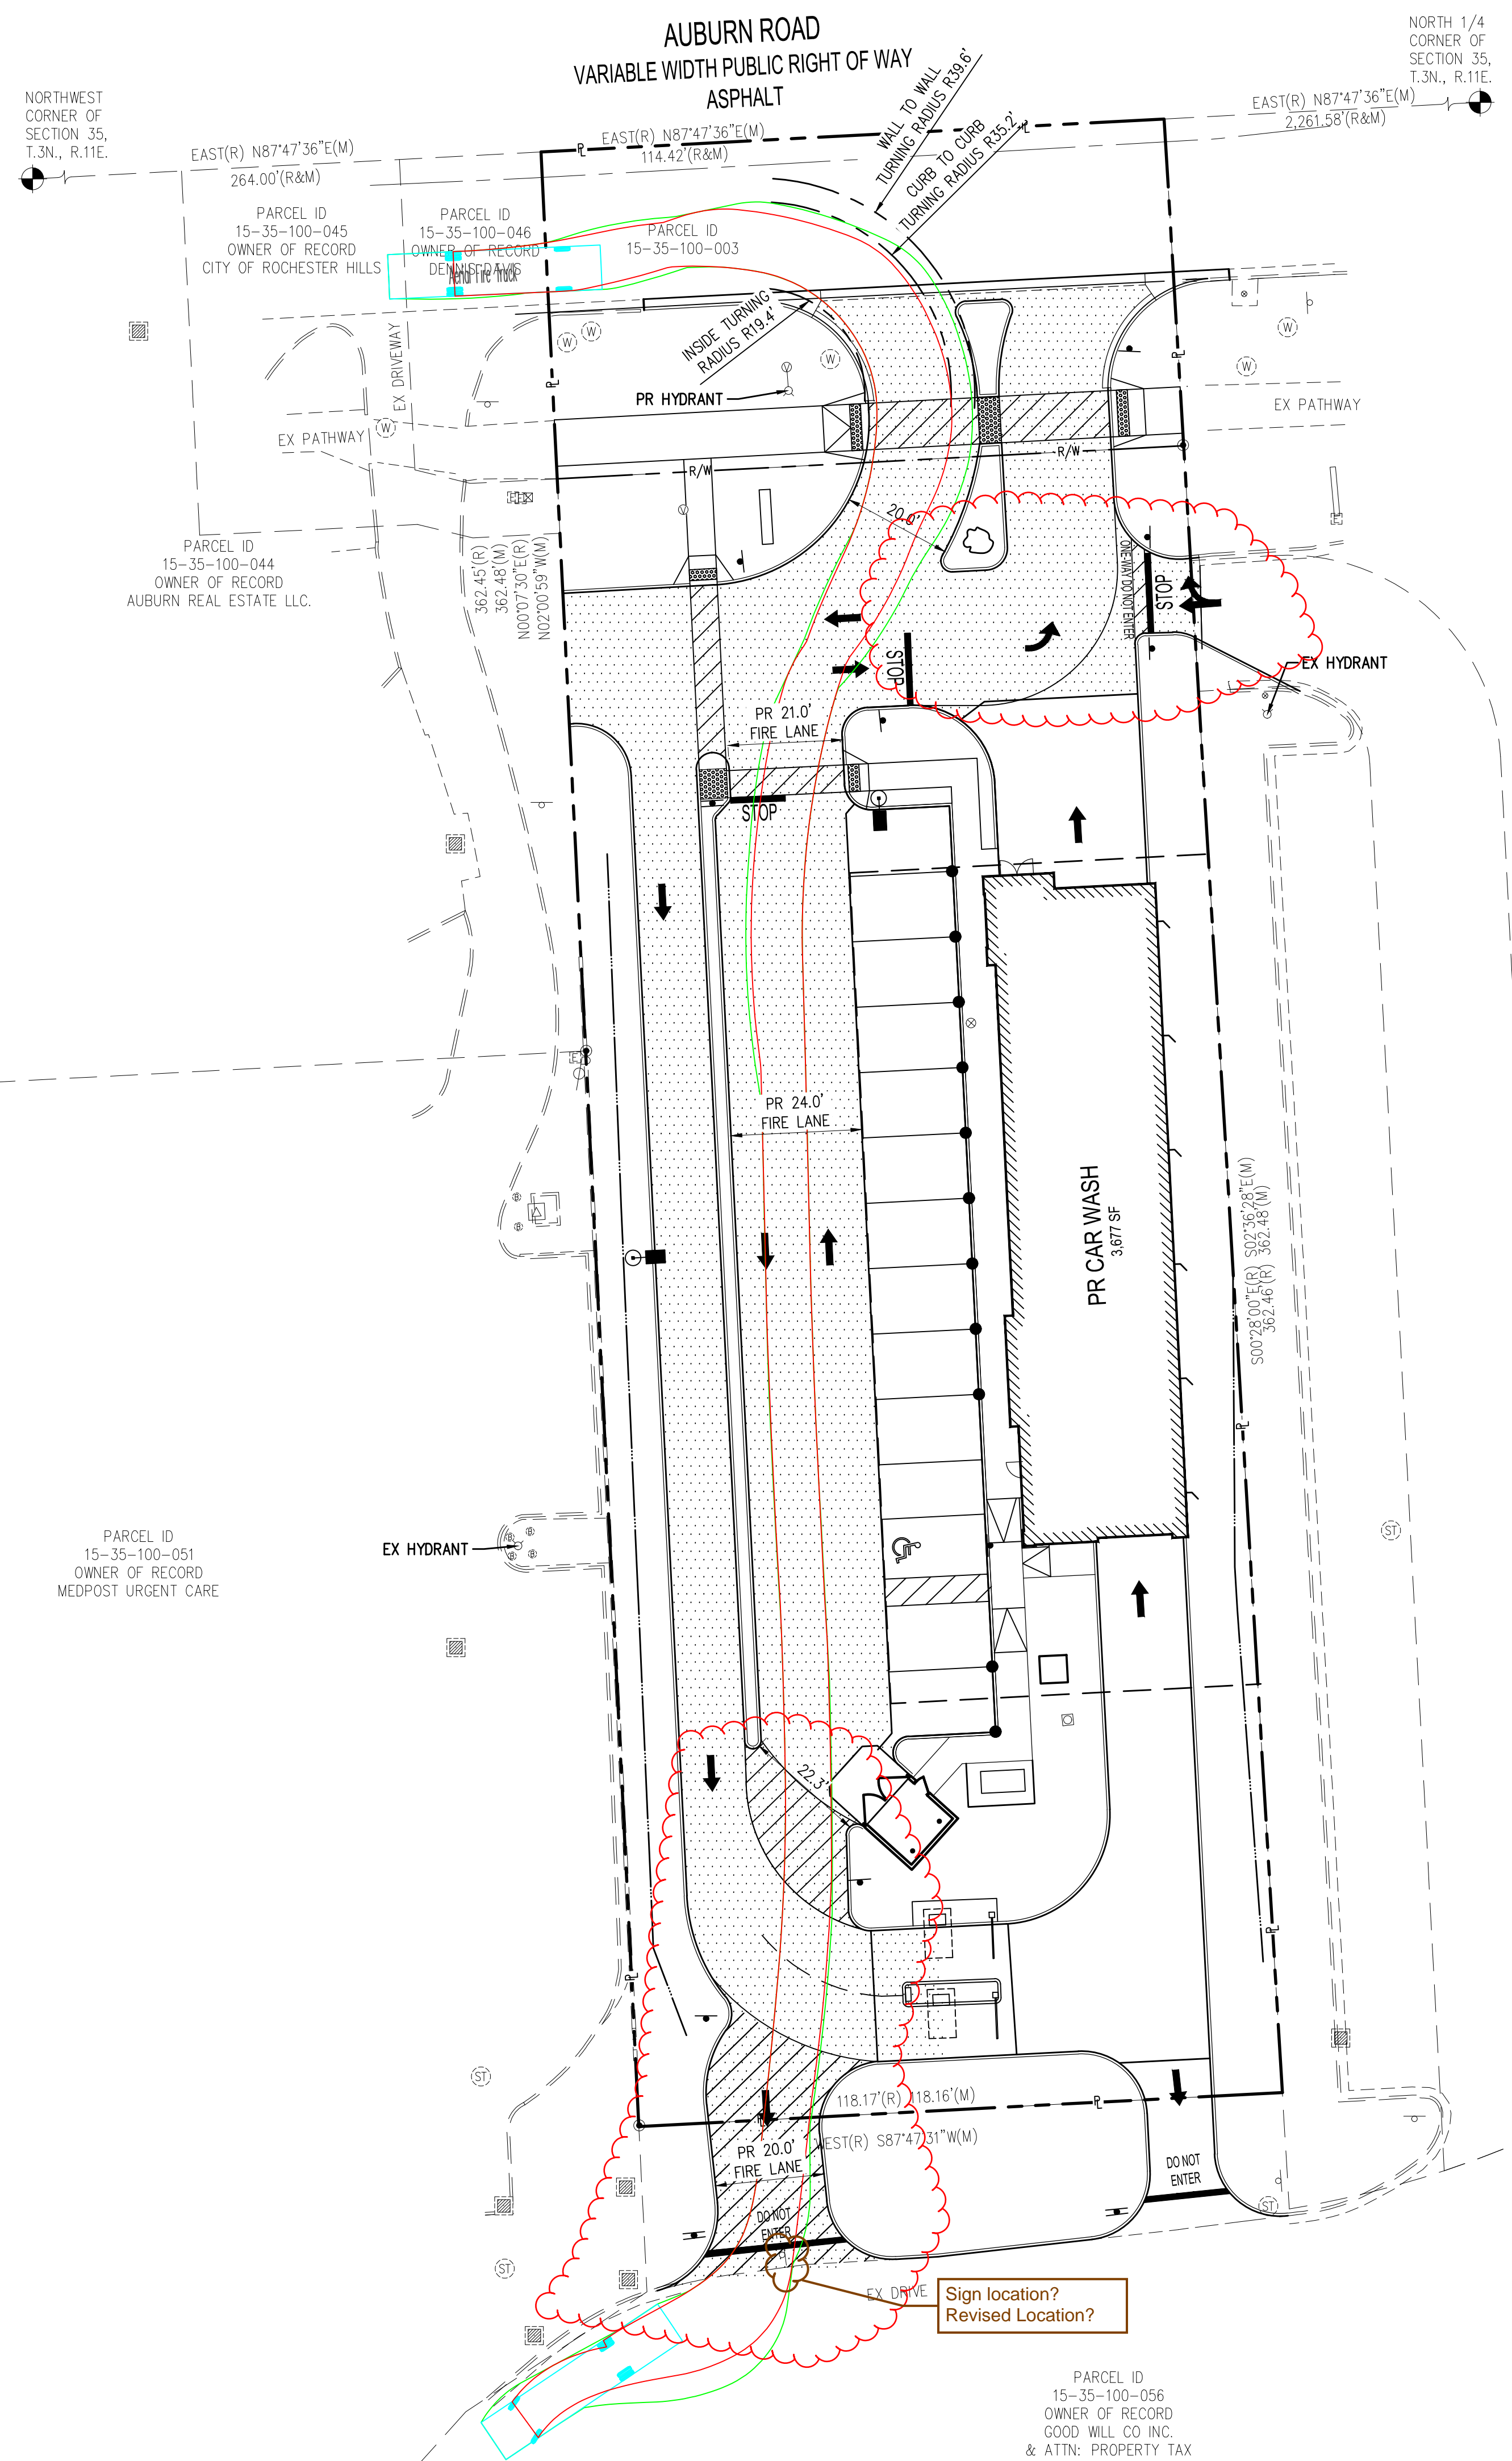 AUBURN ROAD
VARIABLE WIDTH PUBLIC RIGHT OF WAY
ASPHALT
NORTH 1/4
CORNER OF
SECTION 35,
T.3N., R.11E.
NORTHWEST
CORNER OF
SECTION 35,
T.3N., R.11E.
EAST(R) N87°47'36"E(M)
264.00'(R&M)
EAST(R) N87°47'36"E(M)
114.42'(R&M)
EAST(R) N87°47'36"E(M)
2,261.58'(R&M)
WALL TO WALL
TURNING RADIUS R39.6'
CURB TO CURB
TURNING RADIUS R35.2'
PARCEL ID
15-35-100-045
OWNER OF RECORD
CITY OF ROCHESTER HILLS
PARCEL ID
15-35-100-046
OWNER OF RECORD
DENNIS DAVIS
Aerial Fire Truck
PARCEL ID
15-35-100-003
INSIDE TURNING
RADIUS R19.4'
PR HYDRANT
EX DRIVEWAY
EX PATHWAY
EX PATHWAY
W
W
W
W
W
W
R/W
R/W
20.0'
PARCEL ID
15-35-100-044
OWNER OF RECORD
AUBURN REAL ESTATE LLC.
362.45'(R)
362.48'(M)
N00°07'30"E(R)
N02°00'59"W(M)
ONE-WAY DO NOT ENTER
STOP
STOP
EX HYDRANT
PR 21.0'
FIRE LANE
STOP
PR 24.0'
FIRE LANE
PR CAR WASH
3,677 SF
S00°28'00"E(R) S02°36'28"E(M)
362.46'(R) 362.48'(M)
EX HYDRANT
PARCEL ID
15-35-100-051
OWNER OF RECORD
MEDPOST URGENT CARE
ST
22.3'
ST
118.17'(R) 118.16'(M)
WEST(R) S87°47'31"W(M)
PR 20.0'
FIRE LANE
DO NOT
ENTER
DO NOT
ENTER
ST
ST
EX DRIVE
Sign location?
Revised Location?
PARCEL ID
15-35-100-056
OWNER OF RECORD
GOOD WILL CO INC.
& ATTN: PROPERTY TAX